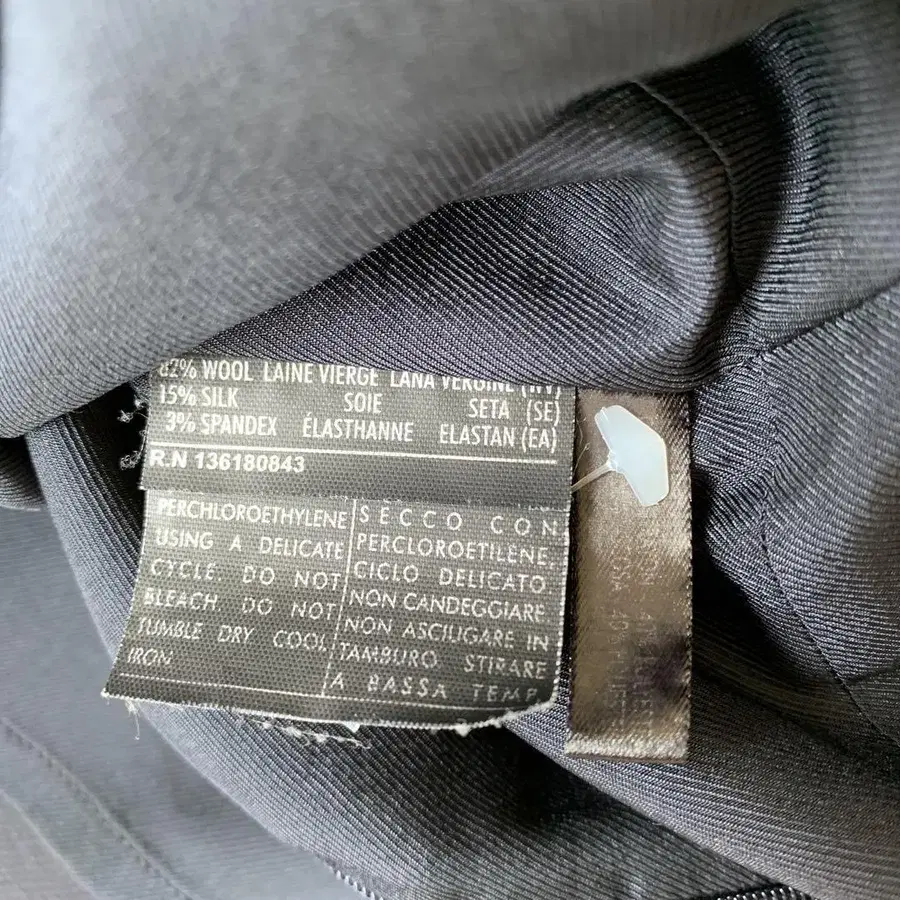 82% WOOL LAINE VIERGE LANA VERGINE (WV)
15% SILK SOIE SETA (SE)
3% SPANDEX ÉLASTHANNE ELASTAN (EA)
R.N 136180843
PERCHLOROETHYLENE
USING A DELICATE
CYCLE. DO NOT
BLEACH. DO NOT
TUMBLE DRY COOL
IRON
SECCO CON
PERCLOROETILENE.
CICLO DELICATO
NON CANDEGGIARE.
NON ASCIUGARE IN
TAMBURO STIRARE
A BASSA TEMP.